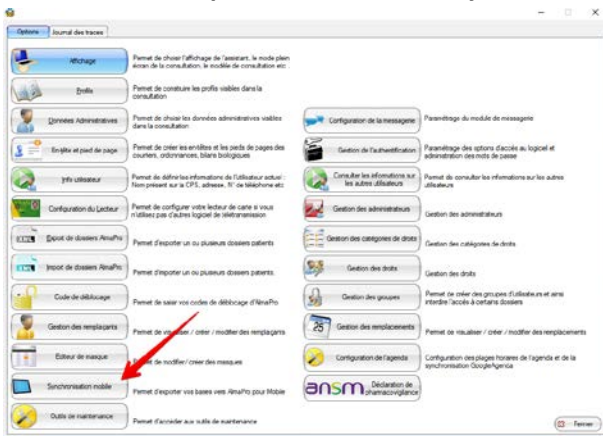 Options
Journal des traces
Affichage
Permet de choisir l'affichage de l'assistant, le mode plein
écran de la consultation, le modèle de consultation etc ..
Profils
Permet de construire les profils visibles dans la
consultation
Données Administratives
Permet de choisir les données administratives visibles
dans la consultation
En-tête et pied de page
Permet de créer les entêtes et les pieds de pages des
courriers, ordonnances, bilans biologiques
Info utilisateur
Permet de définir les informations de l'utilisateur actuel :
Nom présent sur la CPS, adresse, N° de téléphone etc
Configuration du Lecteur
Permet de configurer votre lecteur de carte si vous
n'utilisez pas d'autres logiciel de télétransmission
Export de dossiers AlmaPro
Permet d'exporter un ou plusieurs dossiers patients
Import de dossiers AlmaPro
Permet d'importer un ou plusieurs dossiers patients.
Code de déblocage
Permet de saisir vos codes de déblocage d'AlmaPro
Gestion des remplaçants
Permet de visualiser / créer / modifier des remplaçants
Editeur de masque
Permet de modifier/créer des masques
Synchronisation mobile
Permet d'exporter vos bases vers AlmaPro pour Mobile
Outils de maintenance
Permet d'accéder aux outils de maintenance
Configuration de la messagerie
Paramétrage du module de messagerie
Gestion de l'authentification
Paramétrage des options d'accès au logiciel et
administration des mots de passe
Consulter les informations sur
les autres utilisateurs
Permet de consulter les informations sur les autres
utilisateurs
Gestion des administrateurs
Gestion des administrateurs
Gestion des catégories de droits
Gestion des catégories de droits
Gestion des droits
Gestion des droits
Gestion des groupes
Permet de créer des groupes d'utilisateurs et ainsi
interdire l'accès à certains dossiers
25
Gestion des remplacements
Permet de visualiser / créer / modifier des remplacements
Configuration de l'agenda
Configuration des plages horaires de l'agenda et de la
synchronisation GoogleAgenda
ansm
Déclaration de
pharmacovigilance
Fermer